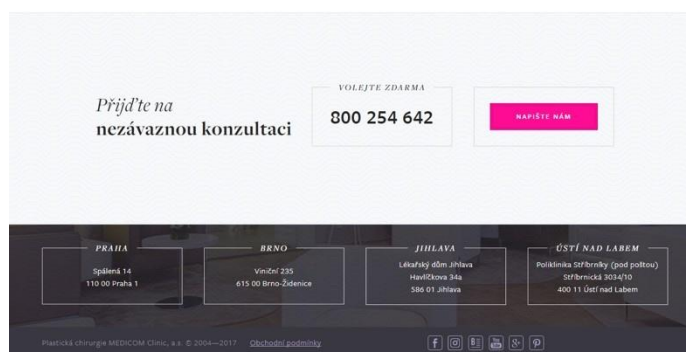 Přijďte na
nezávaznou konzultaci
VOLEJTE ZDARMA
800 254 642
NAPIŠTE NÁM
PRAHA
Spálená 14
110 00 Praha 1
BRNO
Viniční 235
615 00 Brno-Židenice
JIHLAVA
Lékařský dům Jihlava
Havlíčkova 34a
586 01 Jihlava
ÚSTÍ NAD LABEM
Poliklinika Stříbrníky (pod poštou)
Stříbrnická 3034/10
400 11 Ústí nad Labem
Plastická chirurgie MEDICOM Clinic, a.s. © 2004—2017 Obchodní podmínky